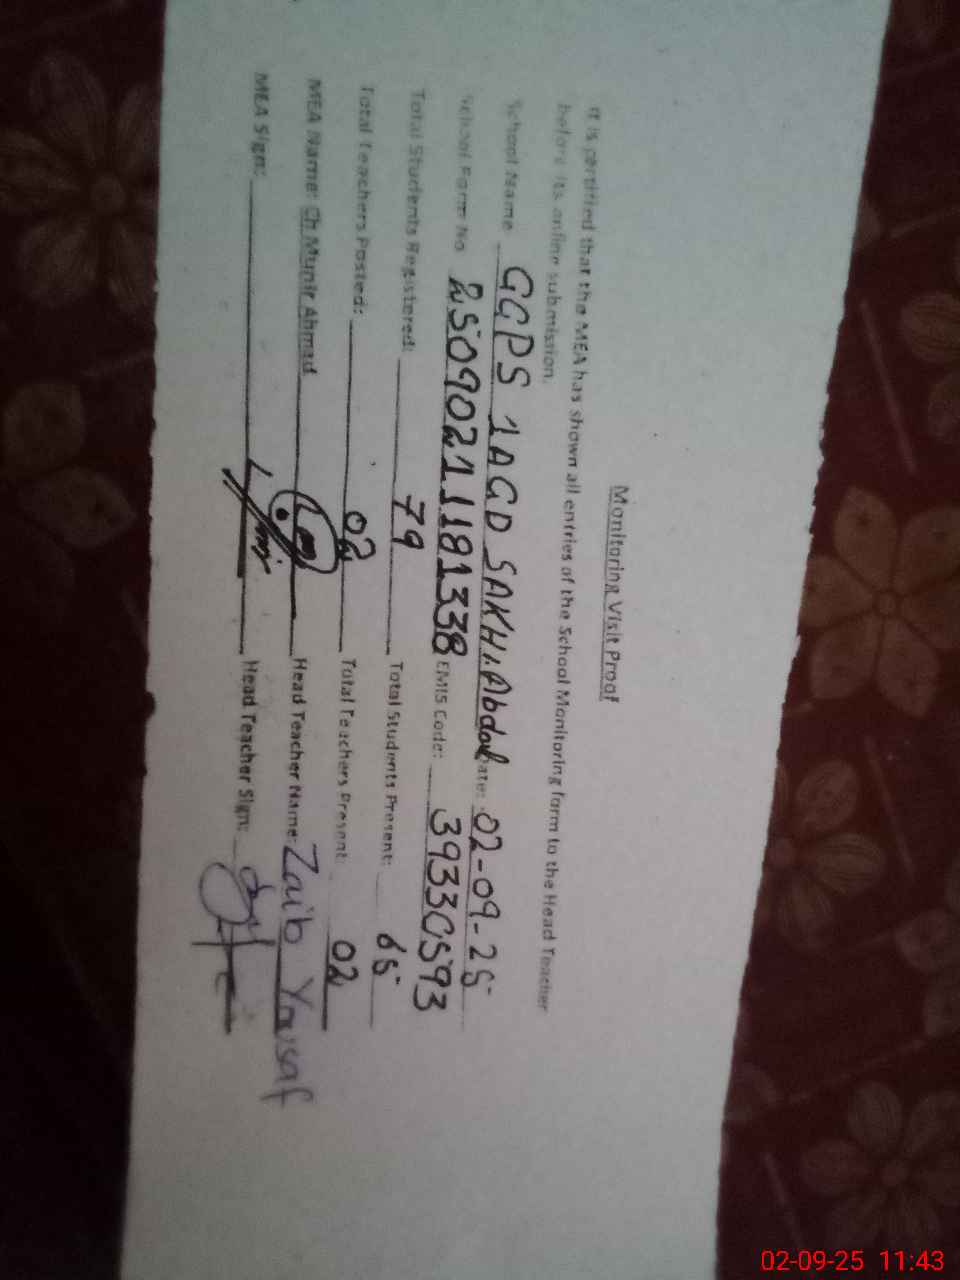 Monitoring Visit Proof
It is certified that the MEA has shown all entries of the School Monitoring form to the Head Teacher
before its online submission.
School Name GGPS 1AGD SAKHI Abdal Date: 02-09-25
School Form No 25090211181338 EMIS Code: 39330593
Total Students Registered: 79 Total Students Present: 65
Total Teachers Posted: 02 Total Teachers Present: 02
MEA Name: Ch Munir Ahmad Head Teacher Name: Zaib Yousaf
MEA Sign: Head Teacher Sign:
02-09-25 11:43